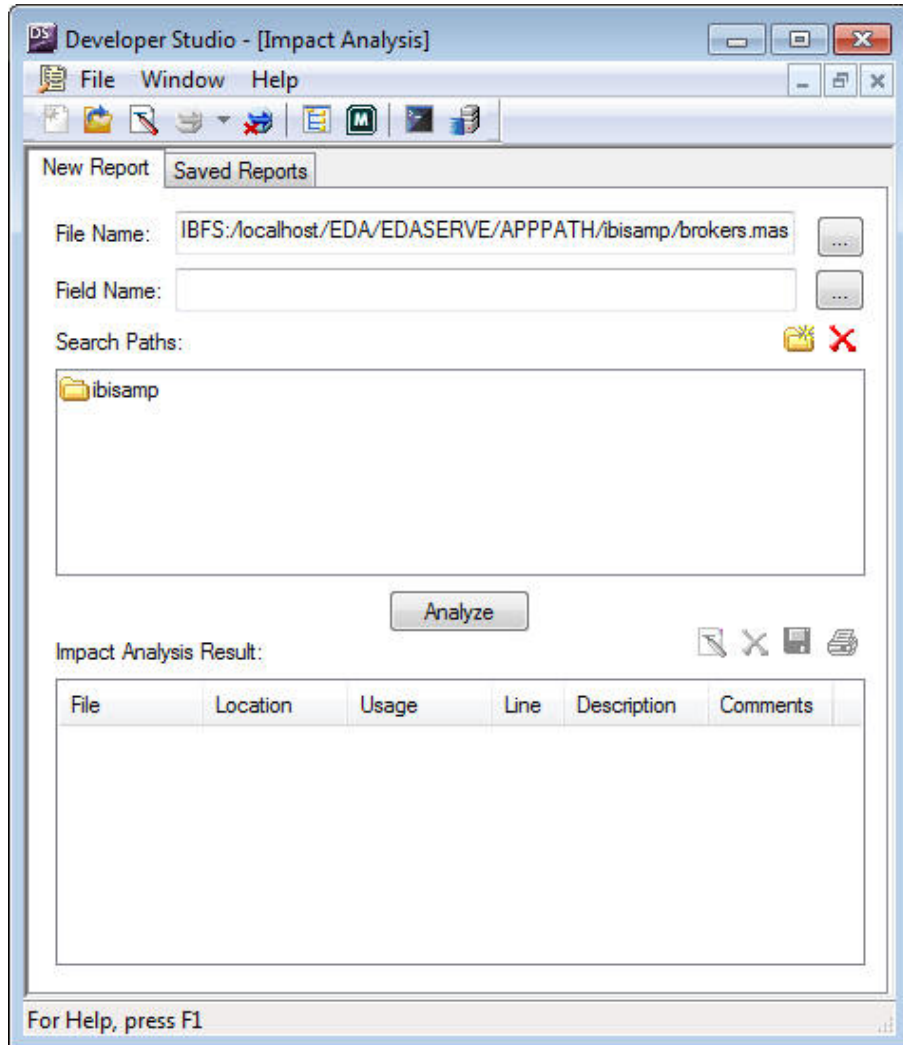 DS Developer Studio - [Impact Analysis]
File Window Help
M
New Report Saved Reports
File Name: IBFS:/localhost/EDA/EDASERVE/APPPATH/ibisamp/brokers.mas ...
Field Name: ...
Search Paths:
ibisamp
Analyze
Impact Analysis Result:
File Location Usage Line Description Comments
For Help, press F1